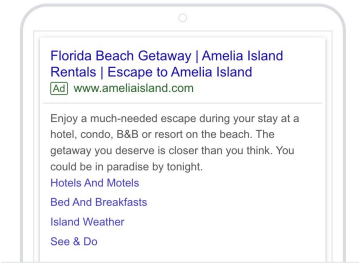 Florida Beach Getaway | Amelia Island
Rentals | Escape to Amelia Island
Ad www.ameliaisland.com
Enjoy a much-needed escape during your stay at a
hotel, condo, B&B or resort on the beach. The
getaway you deserve is closer than you think. You
could be in paradise by tonight.
Hotels And Motels
Bed And Breakfasts
Island Weather
See & Do